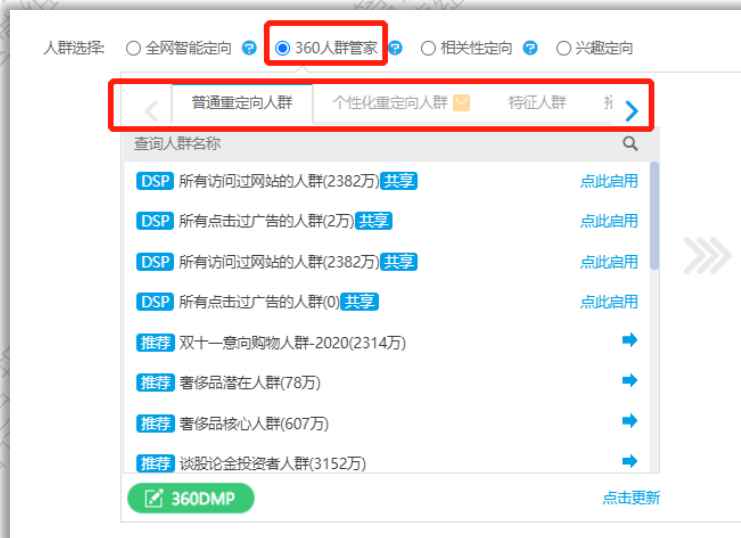 人群选择: 全网智能定向 ? 360人群管家 ? 相关性定向 ? 兴趣定向
普通重定向人群 个性化重定向人群 特征人群
查询人群名称
DSP 所有访问过网站的人群(2382万) 共享 点此启用
DSP 所有点击过广告的人群(2万) 共享 点此启用
DSP 所有访问过网站的人群(2382万) 共享 点此启用
DSP 所有点击过广告的人群(0) 共享 点此启用
推荐 双十一意向购物人群-2020(2314万)
推荐 奢侈品潜在人群(78万)
推荐 奢侈品核心人群(607万)
推荐 谈股论金投资者人群(3152万)
360DMP 点击更新